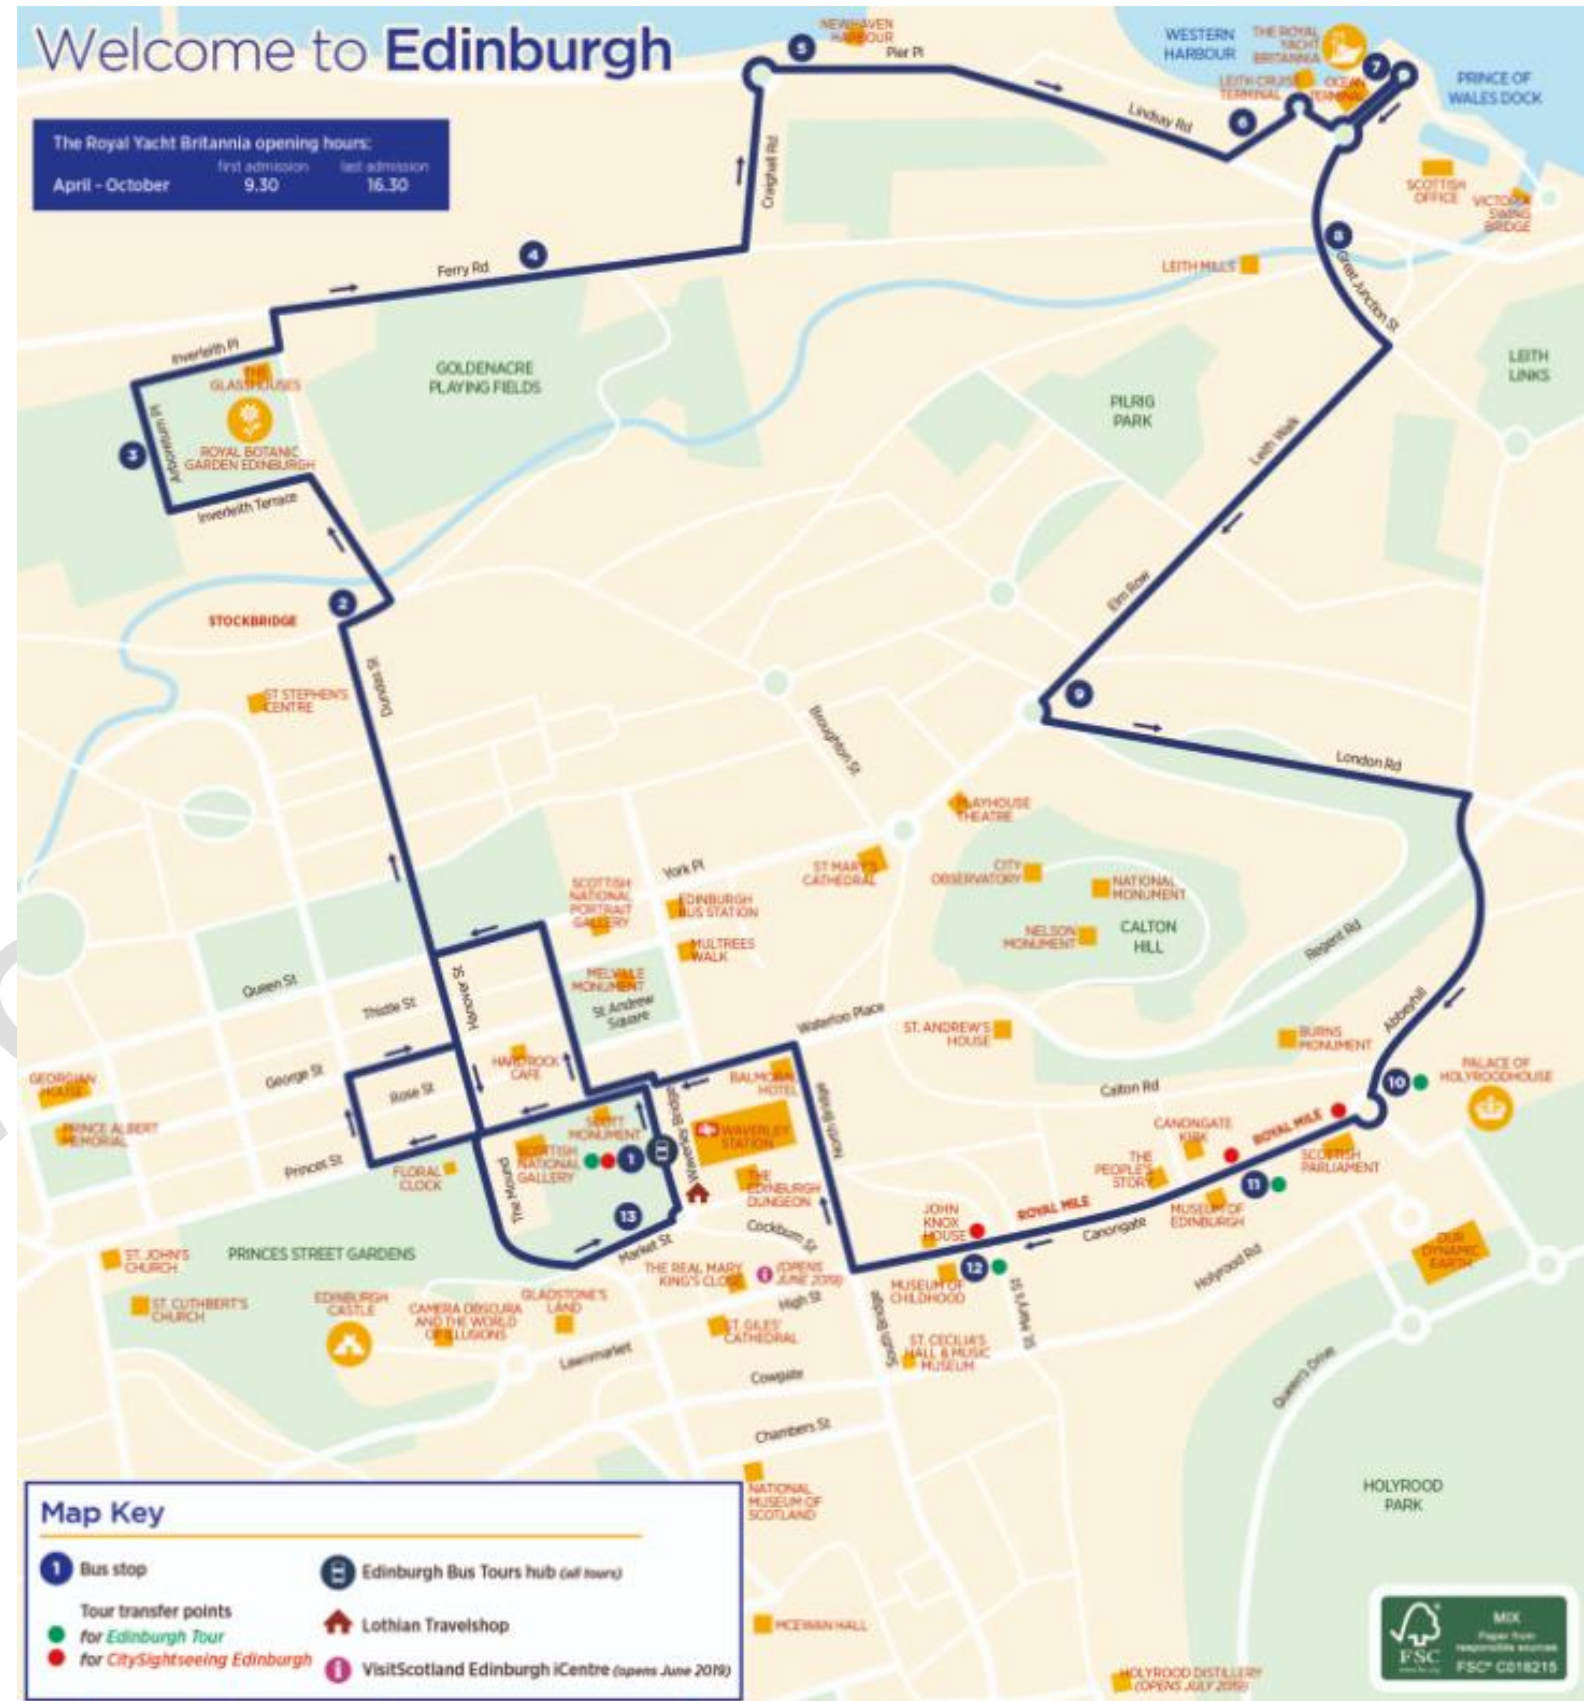 Welcome to Edinburgh
The Royal Yacht Britannia opening hours:
first admission last admission
April - October 9.30 16.30
NEWHAVEN
HARBOUR
5
Pier Pl
WESTERN
HARBOUR
THE ROYAL
YACHT
BRITANNIA
LEITH CRUISE
TERMINAL
OCEAN
TERMINAL
7
PRINCE OF
WALES DOCK
Lindsay Rd
6
Craighall Rd
SCOTTISH
OFFICE
VICTORIA
SWING
BRIDGE
4
Ferry Rd
8
Great Junction St
LEITH MILLS
Inverleith Pl
THE
GLASSHOUSES
ROYAL BOTANIC
GARDEN EDINBURGH
3
Arboretum Pl
Inverleith Terrace
GOLDENACRE
PLAYING FIELDS
PILRIG
PARK
LEITH
LINKS
Leith Walk
Elm Row
2
STOCKBRIDGE
ST STEPHEN'S
CENTRE
Dundas St
9
Broughton St
London Rd
PLAYHOUSE
THEATRE
York Pl
ST MARY'S
CATHEDRAL
CITY
OBSERVATORY
NATIONAL
MONUMENT
NELSON
MONUMENT
CALTON
HILL
SCOTTISH
NATIONAL
PORTRAIT
GALLERY
EDINBURGH
BUS STATION
MULTREES
WALK
MELVILLE
MONUMENT
St Andrew
Square
Regent Rd
Queen St
Thistle St
Hanover St
George St
Rose St
HARD ROCK
CAFE
Waterloo Place
ST. ANDREW'S
HOUSE
BURNS
MONUMENT
Abbeyhill
PALACE OF
HOLYROODHOUSE
10
GEORGIAN
HOUSE
PRINCE ALBERT
MEMORIAL
BALMORAL
HOTEL
Calton Rd
Princes St
FLORAL
CLOCK
SCOTT
MONUMENT
SCOTTISH
NATIONAL
GALLERY
1
Waverley Bridge
WAVERLEY
STATION
North Bridge
CANONGATE
KIRK
ROYAL MILE
SCOTTISH
PARLIAMENT
THE
PEOPLE'S
STORY
11
MUSEUM OF
EDINBURGH
The Mound
THE
EDINBURGH
DUNGEON
13
Market St
Cockburn St
JOHN
KNOX
HOUSE
ROYAL MILE
Canongate
OUR
DYNAMIC
EARTH
Holyrood Rd
ST. JOHN'S
CHURCH
PRINCES STREET GARDENS
THE REAL MARY
KING'S CLOSE
(OPENS
JUNE 2019)
High St
12
MUSEUM OF
CHILDHOOD
St. Mary's St
ST. CUTHBERT'S
CHURCH
EDINBURGH
CASTLE
CAMERA OBSCURA
AND THE WORLD
OF ILLUSIONS
GLADSTONE'S
LAND
ST. GILES'
CATHEDRAL
South Bridge
ST. CECILIA'S
HALL & MUSIC
MUSEUM
Lawnmarket
Cowgate
Queen's Drive
Chambers St
NATIONAL
MUSEUM OF
SCOTLAND
HOLYROOD
PARK
MCEWAN HALL
HOLYROOD DISTILLERY
(OPENS JULY 2019)
Map Key
1 Bus stop
Tour transfer points
for Edinburgh Tour
for CitySightseeing Edinburgh
Edinburgh Bus Tours hub (all tours)
Lothian Travelshop
i VisitScotland Edinburgh iCentre (opens June 2019)
FSC
MIX
Paper from
responsible sources
FSC® C016215